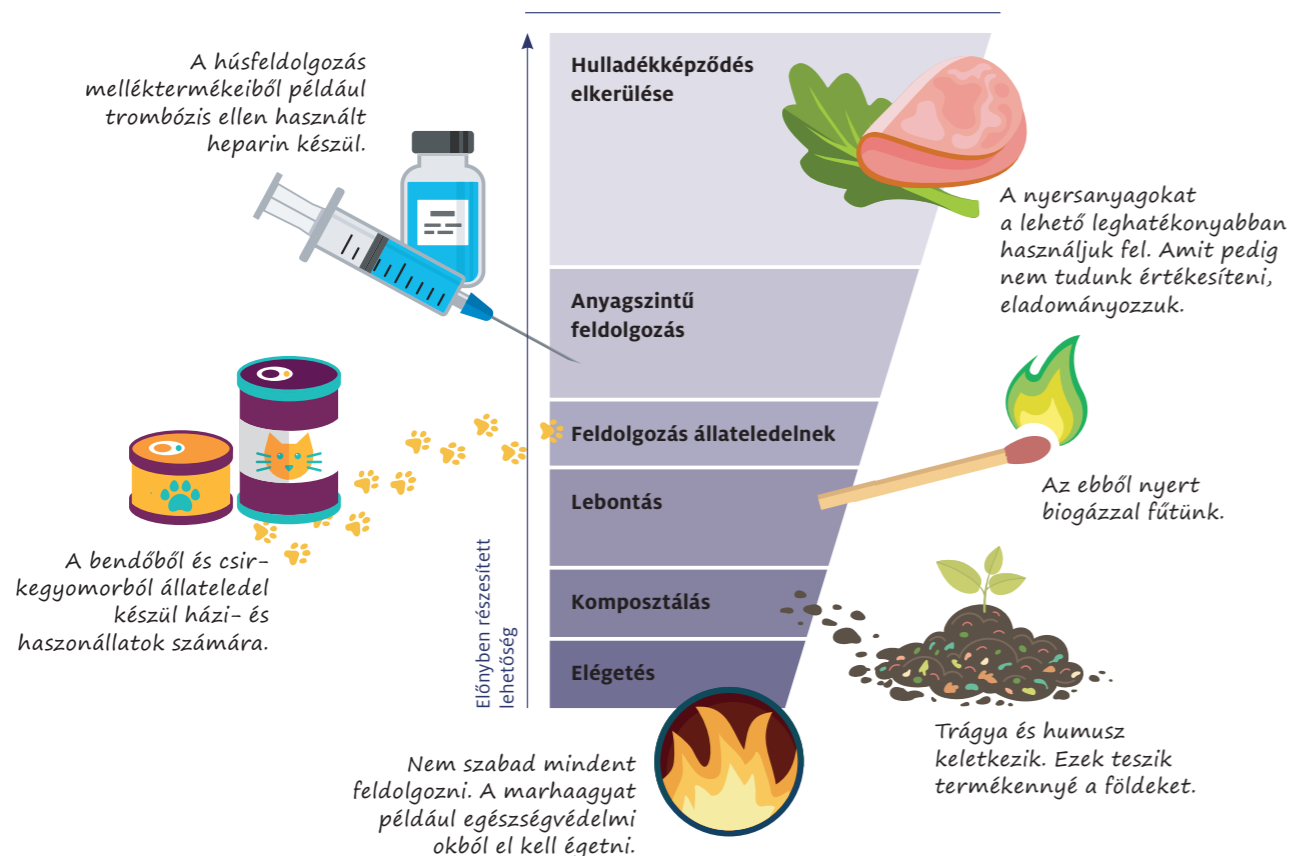 A húsfeldolgozás
melléktermékeiből például
trombózis ellen használt
heparin készül.
Hulladékképződés
elkerülése
A nyersanyagokat
a lehető leghatékonyabban
használjuk fel. Amit pedig
nem tudunk értékesíteni,
eladományozzuk.
Anyagszintű
feldolgozás
Feldolgozás állateledelnek
A bendőből és csir-
kegyomorból állateledel
készül házi- és
haszonállatok számára.
Lebontás
Az ebből nyert
biogázzal fűtünk.
Komposztálás
Trágya és humusz
keletkezik. Ezek teszik
termékennyé a földeket.
Elégetés
Nem szabad mindent
feldolgozni. A marhaagyat
például egészségvédelmi
okból el kell égetni.
Előnyben részesített
lehetőség